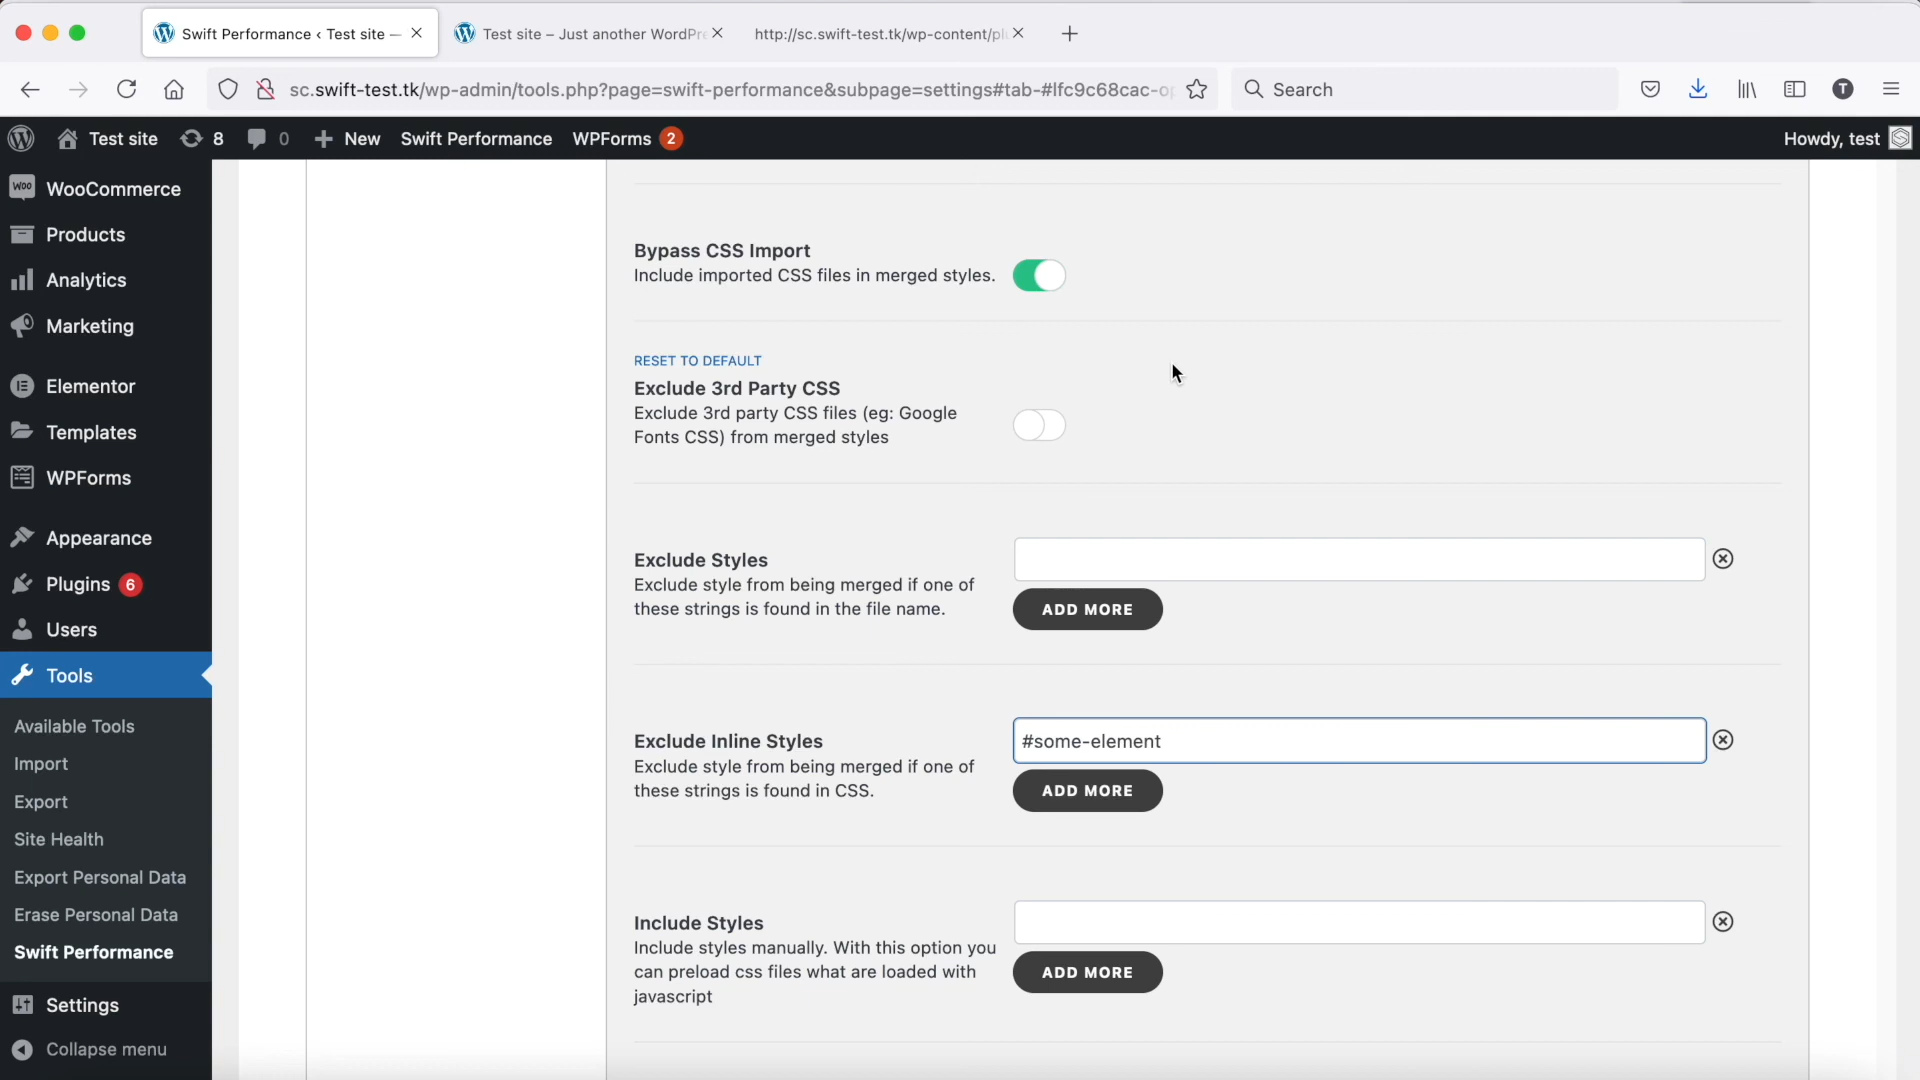 Swift Performance ‹ Test site —
Test site – Just another WordPr
http://sc.swift-test.tk/wp-content/pl
sc.swift-test.tk/wp-admin/tools.php?page=swift-performance&subpage=settings#tab-#lfc9c68cac-op
Search
T
Test site
8
0
New
Swift Performance
WPForms
2
Howdy, test
WooCommerce
Products
Analytics
Marketing
Elementor
Templates
WPForms
Appearance
Plugins
6
Users
Tools
Available Tools
Import
Export
Site Health
Export Personal Data
Erase Personal Data
Swift Performance
Settings
Collapse menu
Bypass CSS Import
Include imported CSS files in merged styles.
RESET TO DEFAULT
Exclude 3rd Party CSS
Exclude 3rd party CSS files (eg: Google
Fonts CSS) from merged styles
Exclude Styles
Exclude style from being merged if one of
these strings is found in the file name.
ADD MORE
Exclude Inline Styles
Exclude style from being merged if one of
these strings is found in CSS.
#some-element
ADD MORE
Include Styles
Include styles manually. With this option you
can preload css files what are loaded with
javascript
ADD MORE